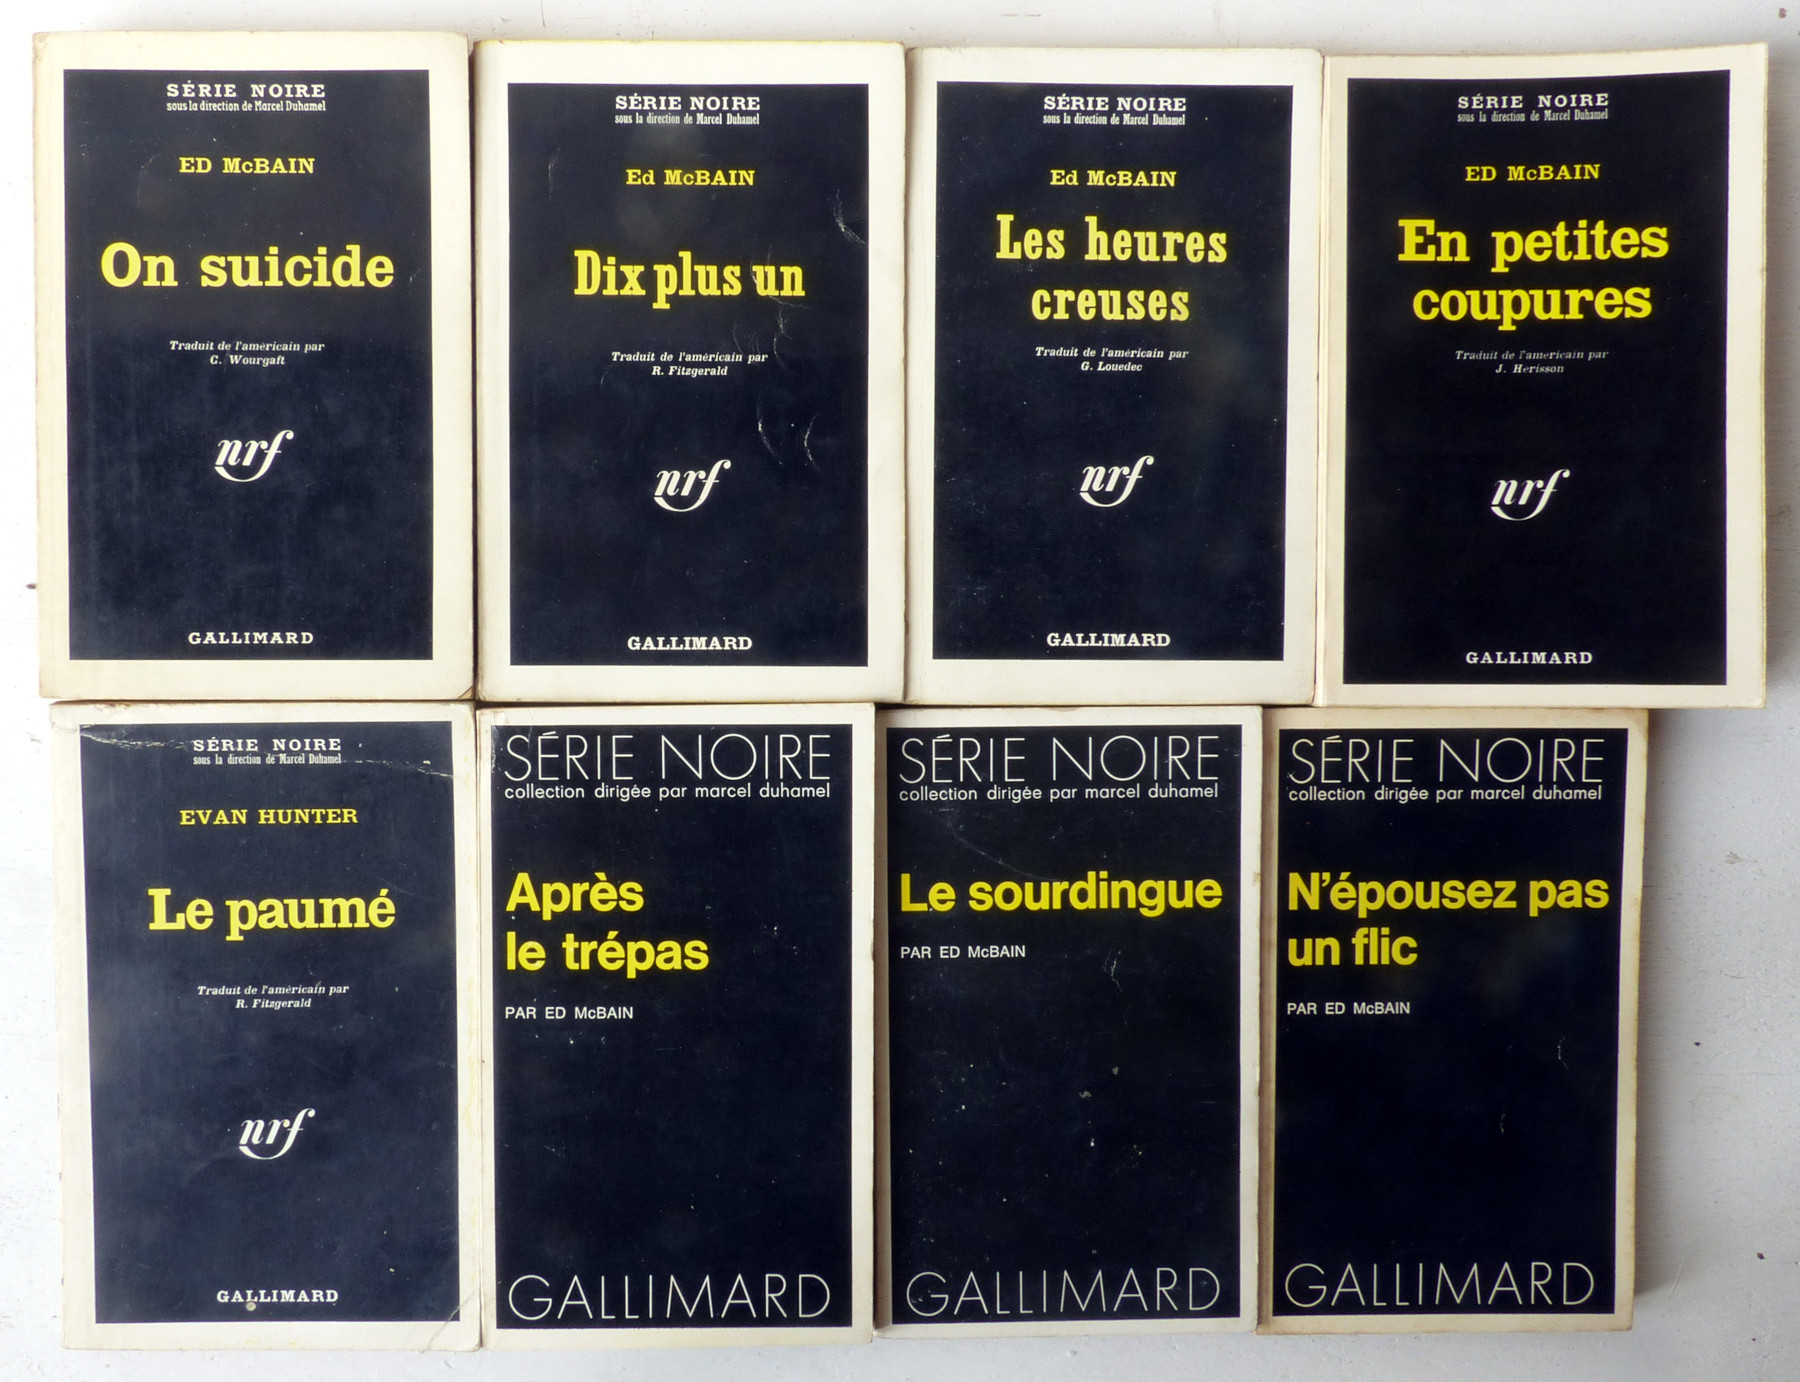 SÉRIE NOIRE
sous la direction de Marcel Duhamel
ED McBAIN
On suicide
Traduit de l'américain par
C. Wourgaft
nrf
GALLIMARD
SÉRIE NOIRE
sous la direction de Marcel Duhamel
Ed McBAIN
Dix plus un
Traduit de l'américain par
R. Fitzgerald
nrf
GALLIMARD
SÉRIE NOIRE
sous la direction de Marcel Duhamel
Ed McBAIN
Les heures
creuses
Traduit de l'américain par
G. Louedec
nrf
GALLIMARD
SÉRIE NOIRE
sous la direction de Marcel Duhamel
ED McBAIN
En petites
coupures
Traduit de l'américain par
J. Herisson
nrf
GALLIMARD
SÉRIE NOIRE
sous la direction de Marcel Duhamel
EVAN HUNTER
Le paumé
Traduit de l'américain par
R. Fitzgerald
nrf
GALLIMARD
SÉRIE NOIRE
collection dirigée par marcel duhamel
Après
le trépas
PAR ED McBAIN
GALLIMARD
SÉRIE NOIRE
collection dirigée par marcel duhamel
Le sourdingue
PAR ED McBAIN
GALLIMARD
SÉRIE NOIRE
collection dirigée par marcel duhamel
N'épousez pas
un flic
PAR ED McBAIN
GALLIMARD